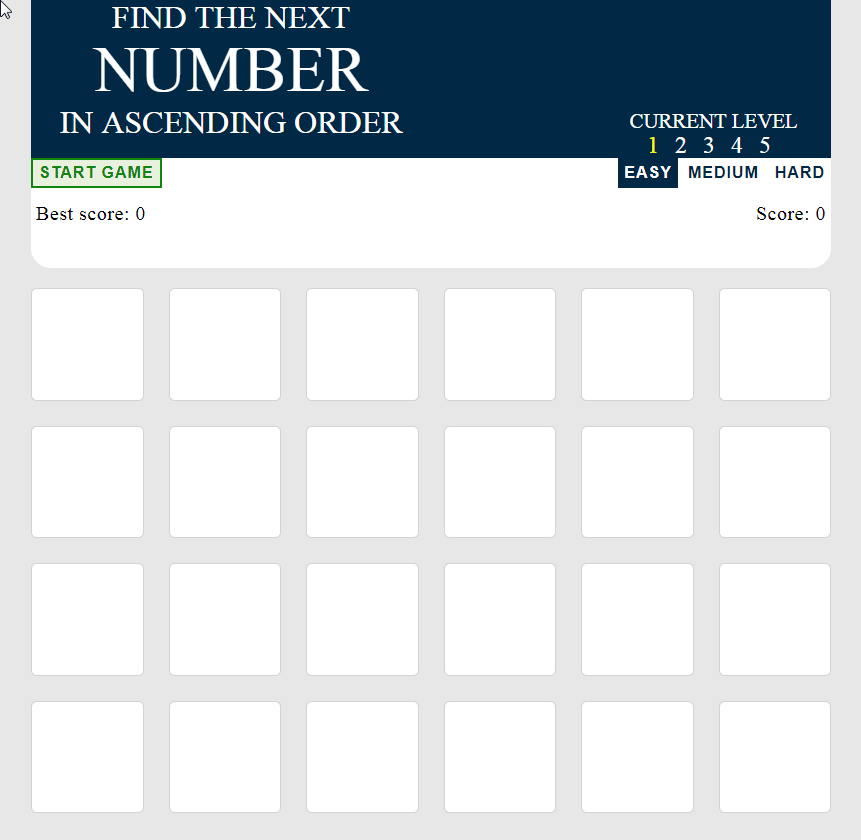 FIND THE NEXT
NUMBER
IN ASCENDING ORDER
CURRENT LEVEL
1 2 3 4 5
START GAME
EASY MEDIUM HARD
Best score: 0
Score: 0